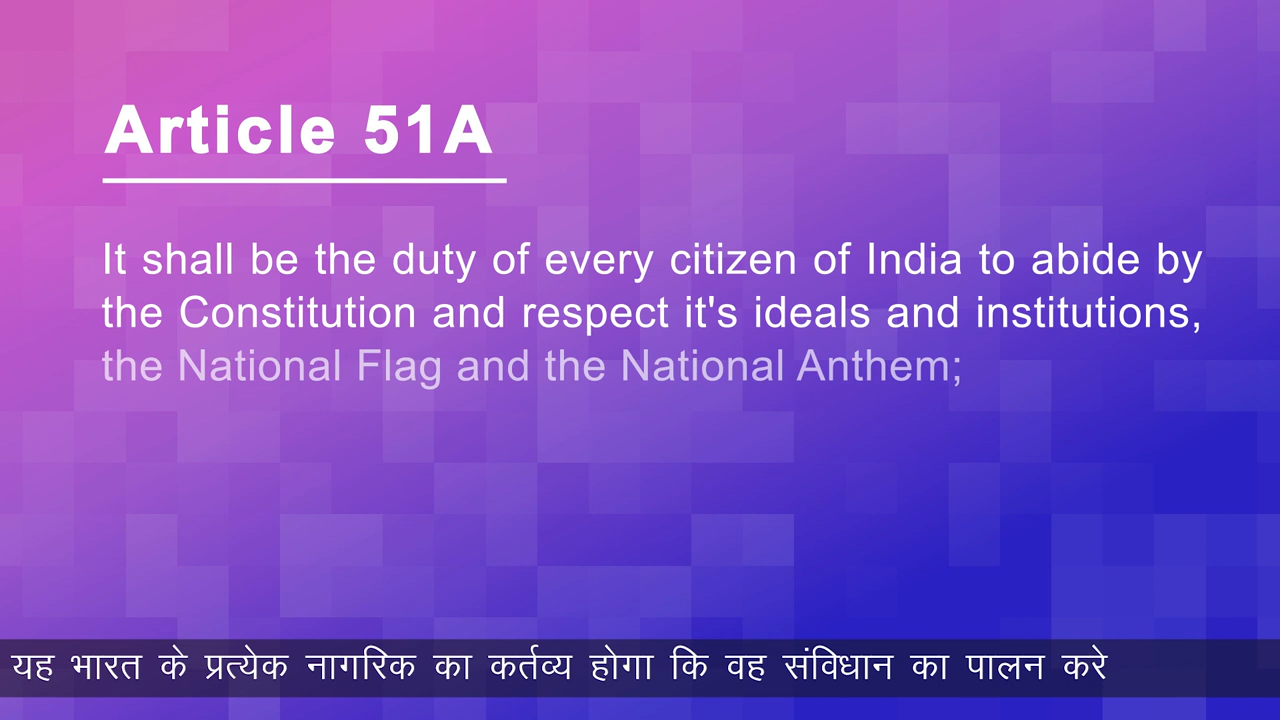 Article 51A
It shall be the duty of every citizen of India to abide by
the Constitution and respect it's ideals and institutions,
the National Flag and the National Anthem;
यह भारत के प्रत्येक नागरिक का कर्तव्य होगा कि वह संविधान का पालन करे